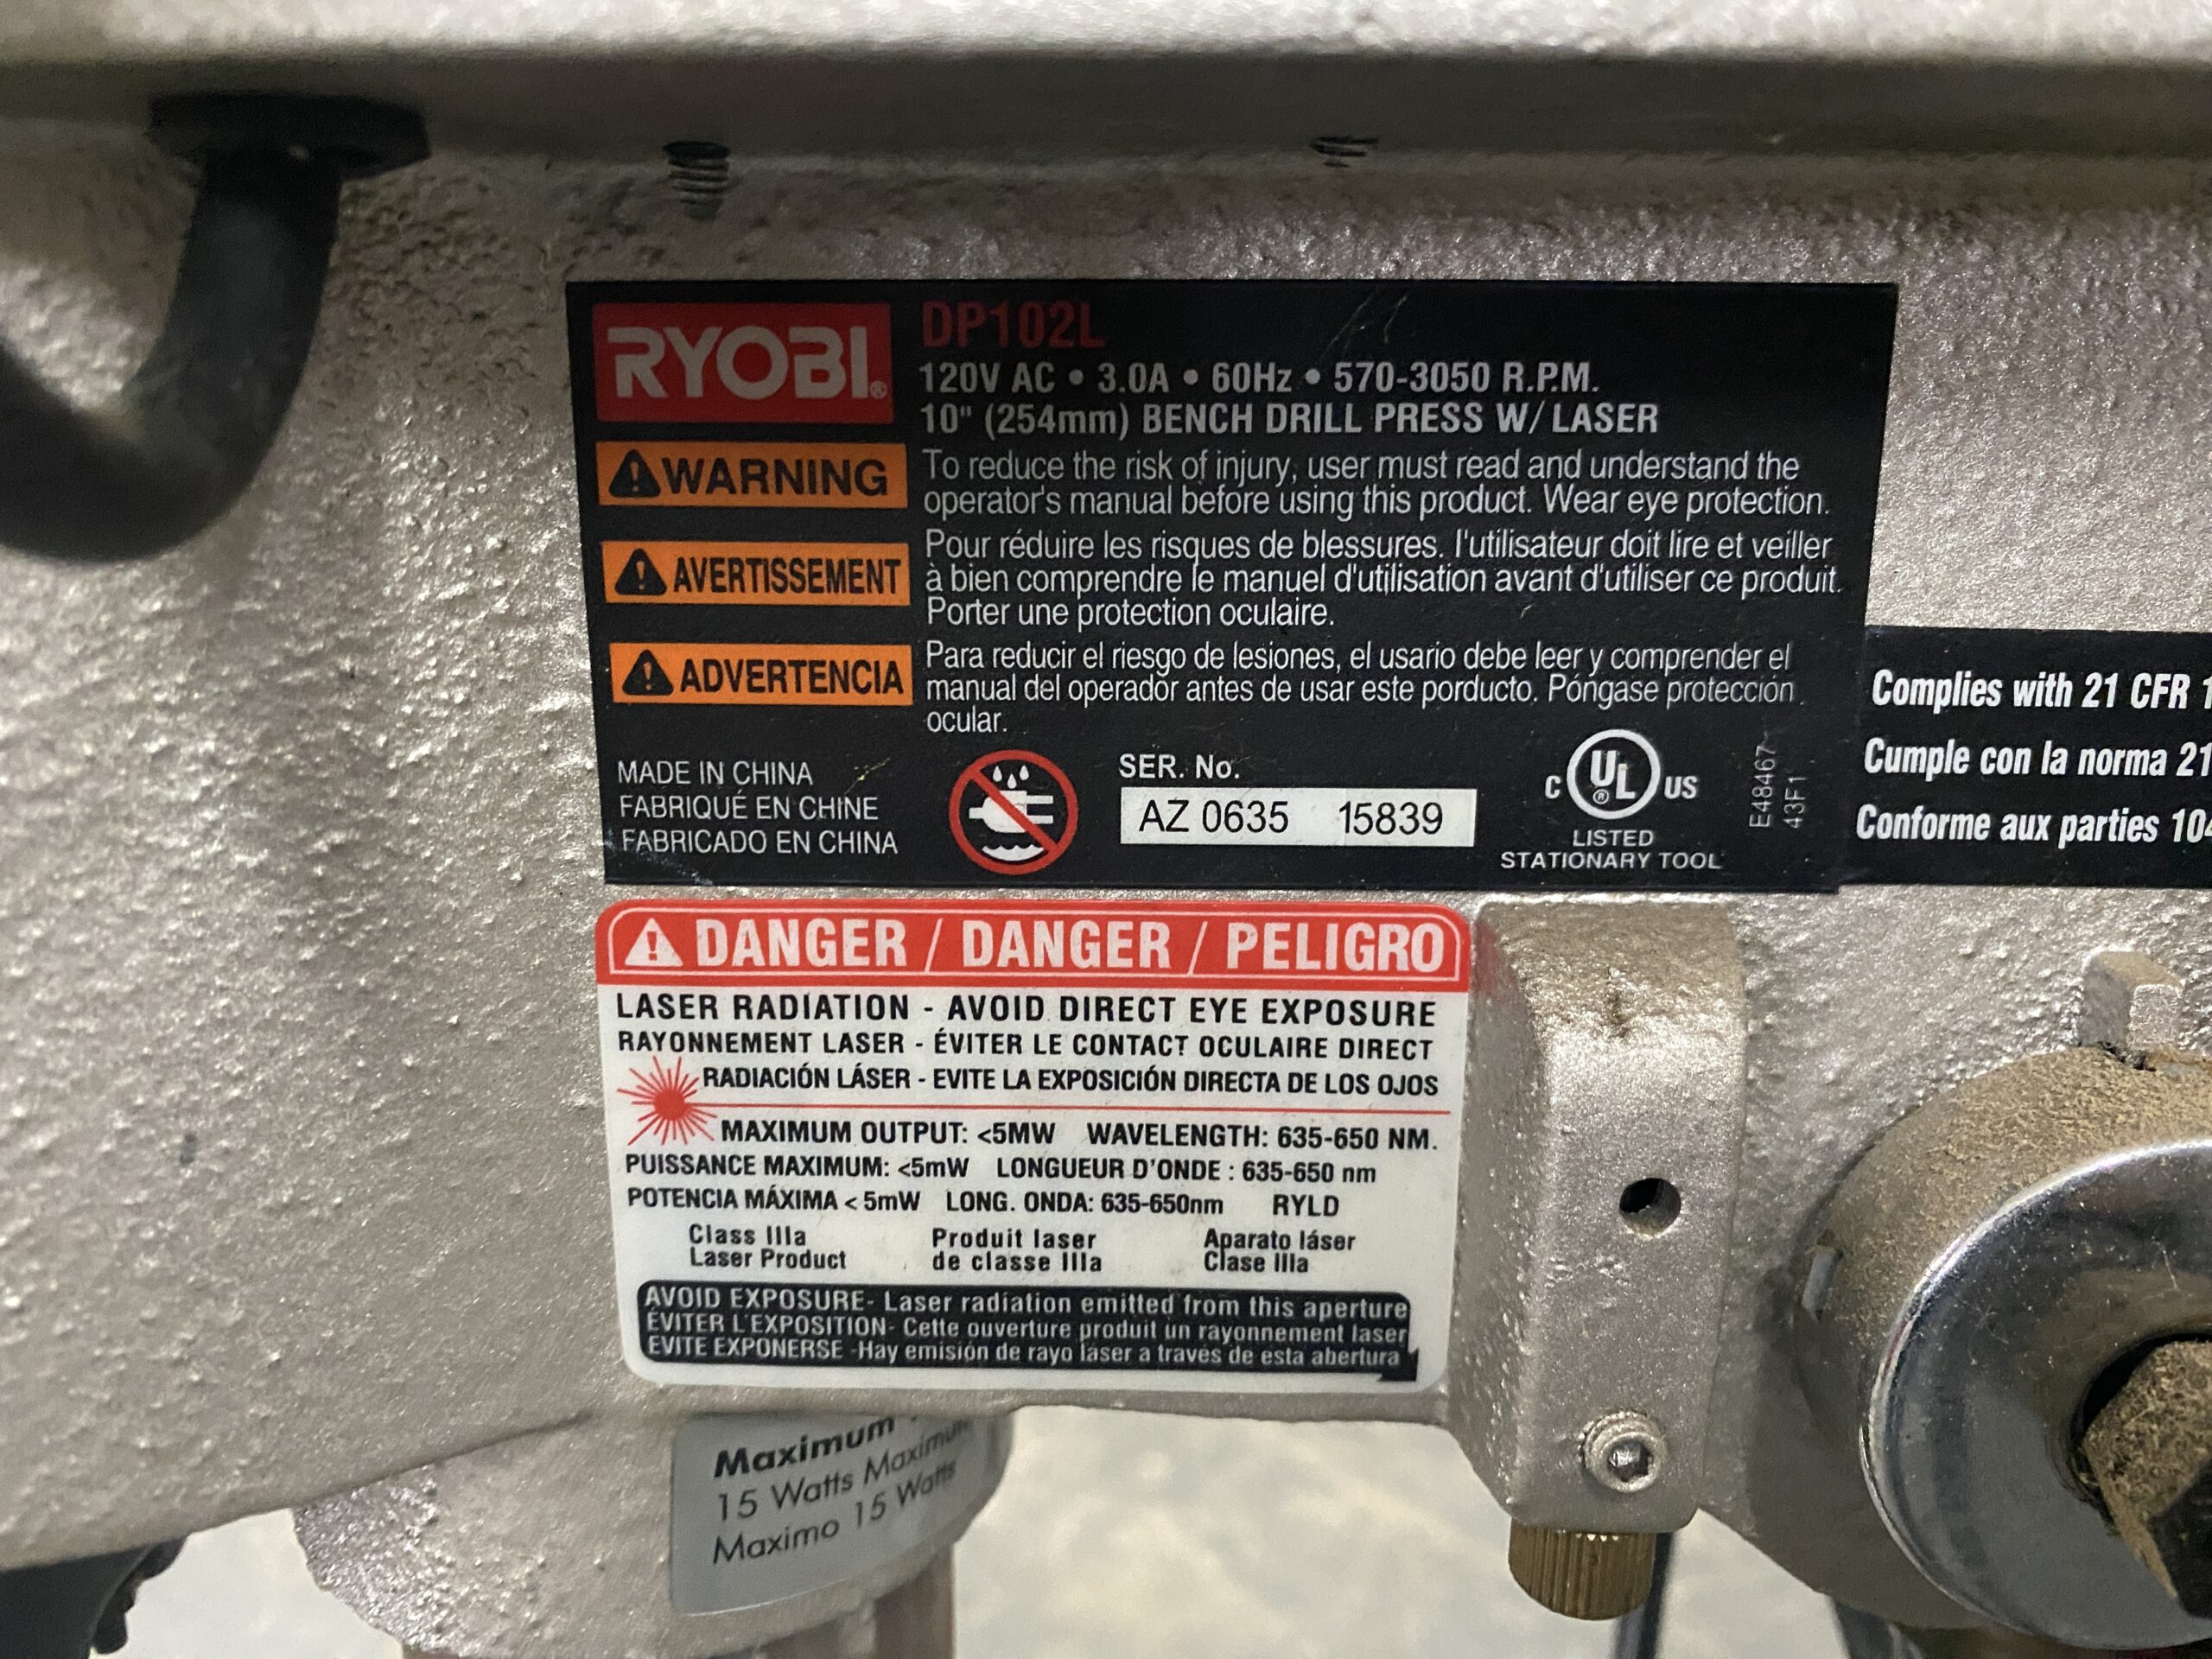 RYOBI®
DP102L
120V AC • 3.0A • 60Hz • 570-3050 R.P.M.
10" (254mm) BENCH DRILL PRESS W/ LASER
WARNING
To reduce the risk of injury, user must read and understand the
operator's manual before using this product. Wear eye protection.
AVERTISSEMENT
Pour réduire les risques de blessures. l'utilisateur doit lire et veiller
à bien comprendre le manuel d'utilisation avant d'utiliser ce produit.
Porter une protection oculaire.
ADVERTENCIA
Para reducir el riesgo de lesiones, el usario debe leer y comprender el
manual del operador antes de usar este porducto. Póngase protección
ocular.
MADE IN CHINA
FABRIQUÉ EN CHINE
FABRICADO EN CHINA
SER. No.
AZ 0635 15839
C UL® US
LISTED
STATIONARY TOOL
E48467
43F1
Complies with 21 CFR 1
Cumple con la norma 21
Conforme aux parties 104
DANGER / DANGER / PELIGRO
LASER RADIATION - AVOID DIRECT EYE EXPOSURE
RAYONNEMENT LASER - ÉVITER LE CONTACT OCULAIRE DIRECT
RADIACIÓN LÁSER - EVITE LA EXPOSICIÓN DIRECTA DE LOS OJOS
MAXIMUM OUTPUT: <5MW WAVELENGTH: 635-650 NM.
PUISSANCE MAXIMUM: <5mW LONGUEUR D'ONDE : 635-650 nm
POTENCIA MÁXIMA < 5mW LONG. ONDA: 635-650nm RYLD
Class IIIa Produit laser Aparato láser
Laser Product de classe IIIa Clase IIIa
AVOID EXPOSURE- Laser radiation emitted from this aperture
ÉVITER L'EXPOSITION- Cette ouverture produit un rayonnement laser
EVITE EXPONERSE -Hay emisión de rayo láser a través de esta abertura
Maximum
15 Watts Maximum
Maximo 15 Watts